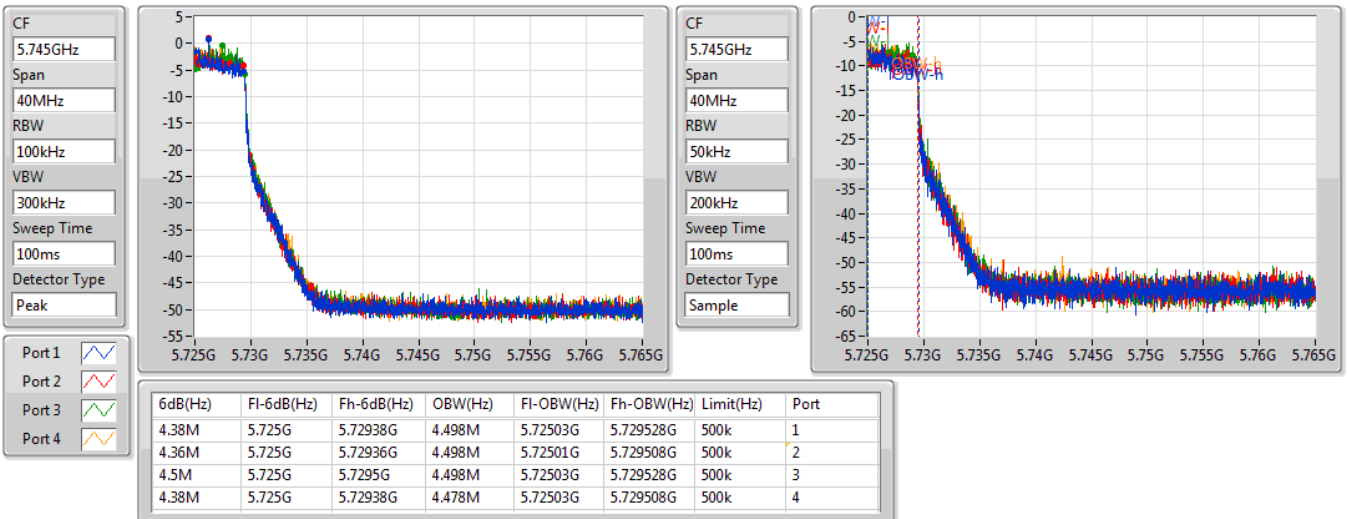 CF
5.745GHz
Span
40MHz
RBW
100kHz
VBW
300kHz
Sweep Time
100ms
Detector Type
Peak
5
0
-5
-10
-15
-20
-25
-30
-35
-40
-45
-50
-55
5.725G 5.73G 5.735G 5.74G 5.745G 5.75G 5.755G 5.76G 5.765G
CF
5.745GHz
Span
40MHz
RBW
50kHz
VBW
200kHz
Sweep Time
100ms
Detector Type
Sample
0
-5
-10
-15
-20
-25
-30
-35
-40
-45
-50
-55
-60
-65
OBW-h
5.725G 5.73G 5.735G 5.74G 5.745G 5.75G 5.755G 5.76G 5.765G
Port 1
Port 2
Port 3
Port 4
6dB(Hz) Fl-6dB(Hz) Fh-6dB(Hz) OBW(Hz) Fl-OBW(Hz) Fh-OBW(Hz) Limit(Hz) Port
4.38M 5.725G 5.72938G 4.498M 5.72503G 5.729528G 500k 1
4.36M 5.725G 5.72936G 4.498M 5.72501G 5.729508G 500k 2
4.5M 5.725G 5.7295G 4.498M 5.72503G 5.729528G 500k 3
4.38M 5.725G 5.72938G 4.478M 5.72503G 5.729508G 500k 4